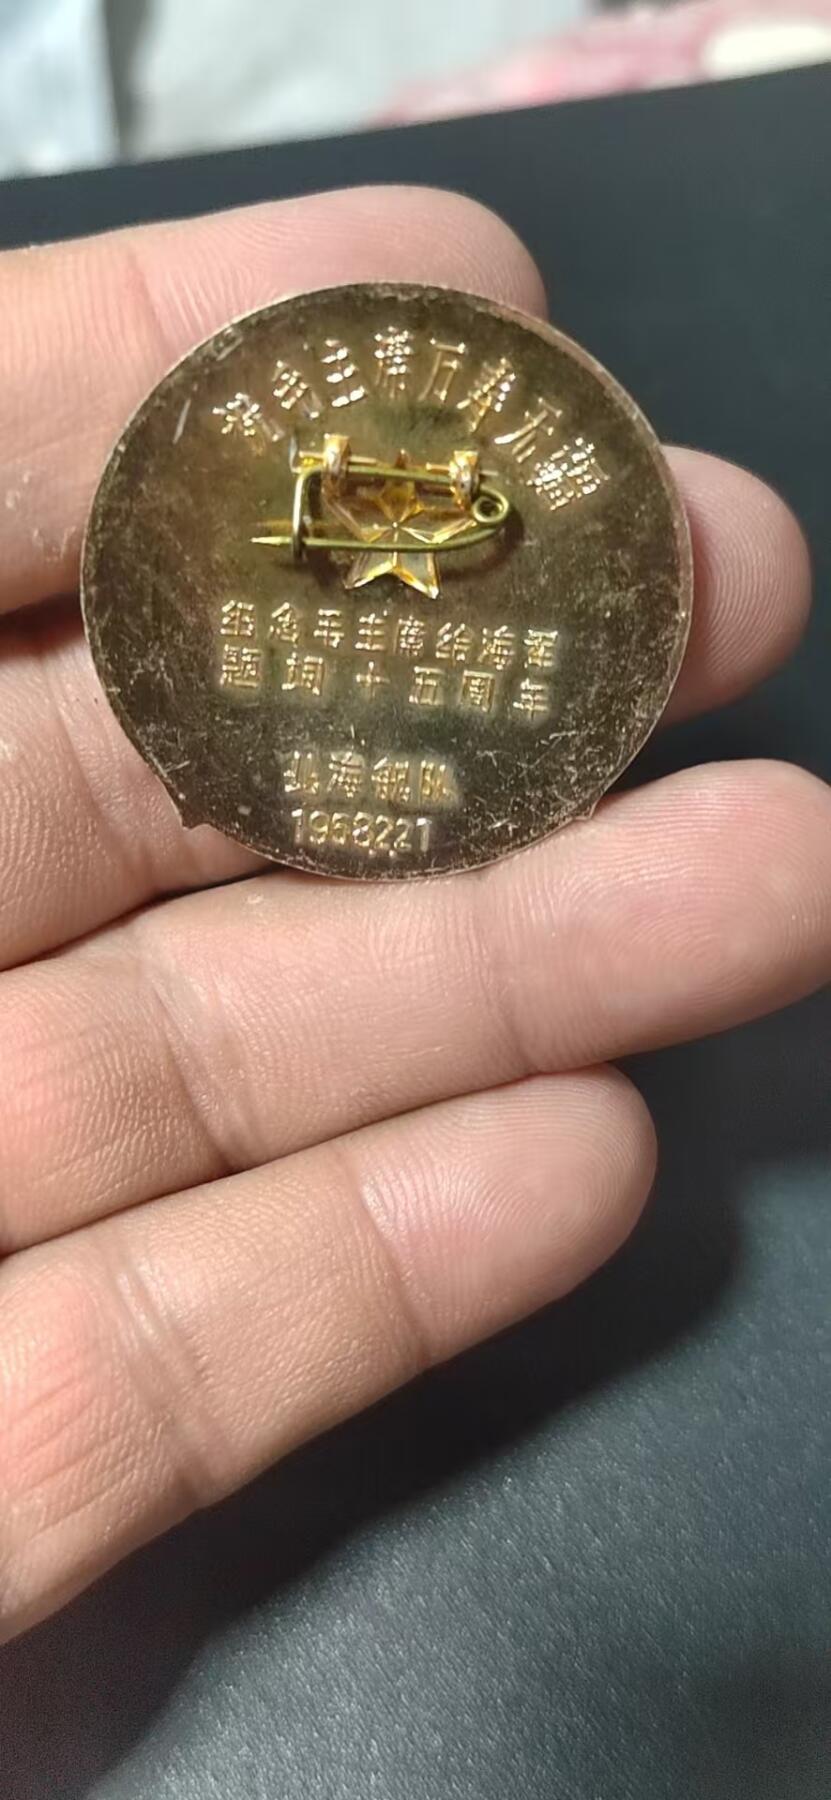 祝毛主席万寿无疆
纪念毛主席给海军
题词十五周年
北海舰队
1968221